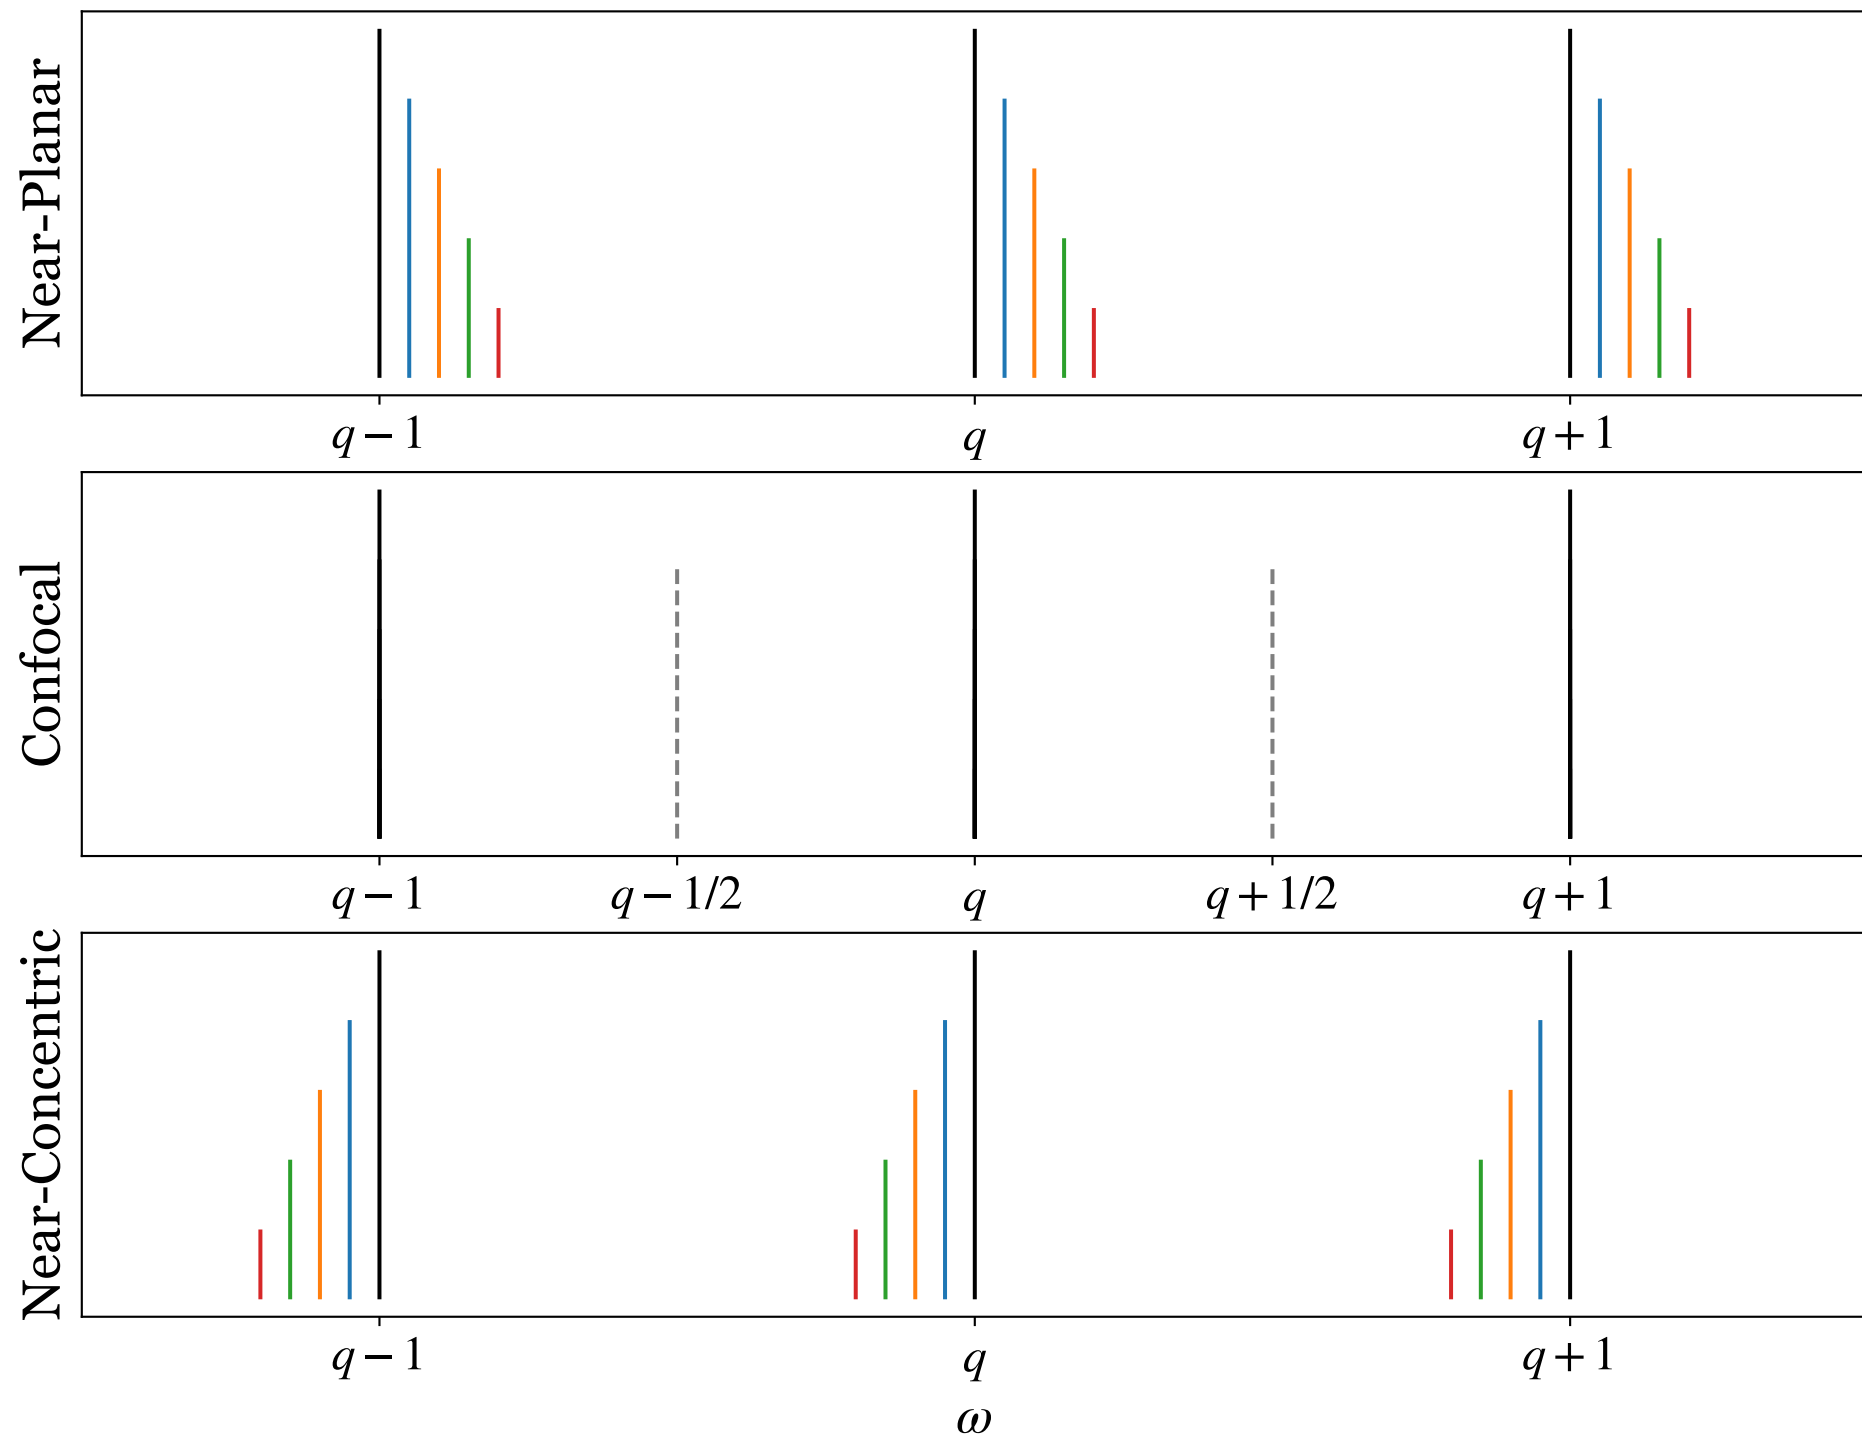 Near-Planar
q − 1
q
q + 1
Confocal
q − 1
q − 1/2
q
q + 1/2
q + 1
Near-Concentric
q − 1
q
q + 1
ω